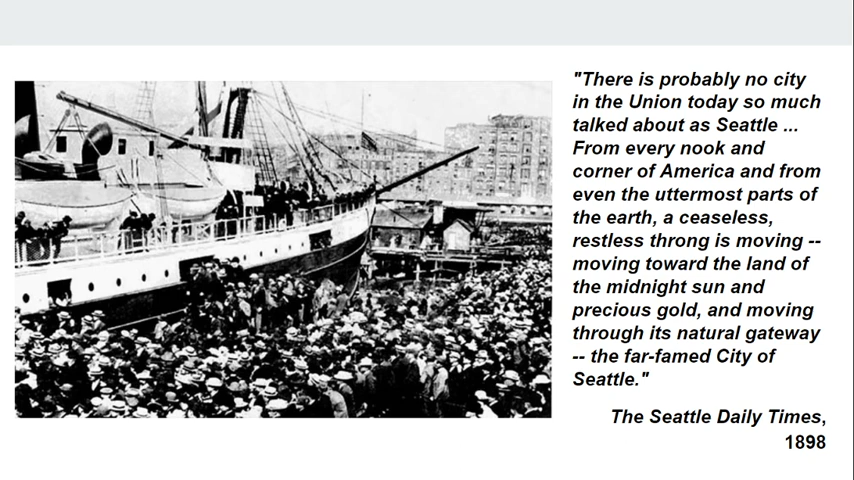 "There is probably no city
in the Union today so much
talked about as Seattle ...
From every nook and
corner of America and from
even the uttermost parts of
the earth, a ceaseless,
restless throng is moving --
moving toward the land of
the midnight sun and
precious gold, and moving
through its natural gateway
-- the far-famed City of
Seattle."
The Seattle Daily Times,
1898